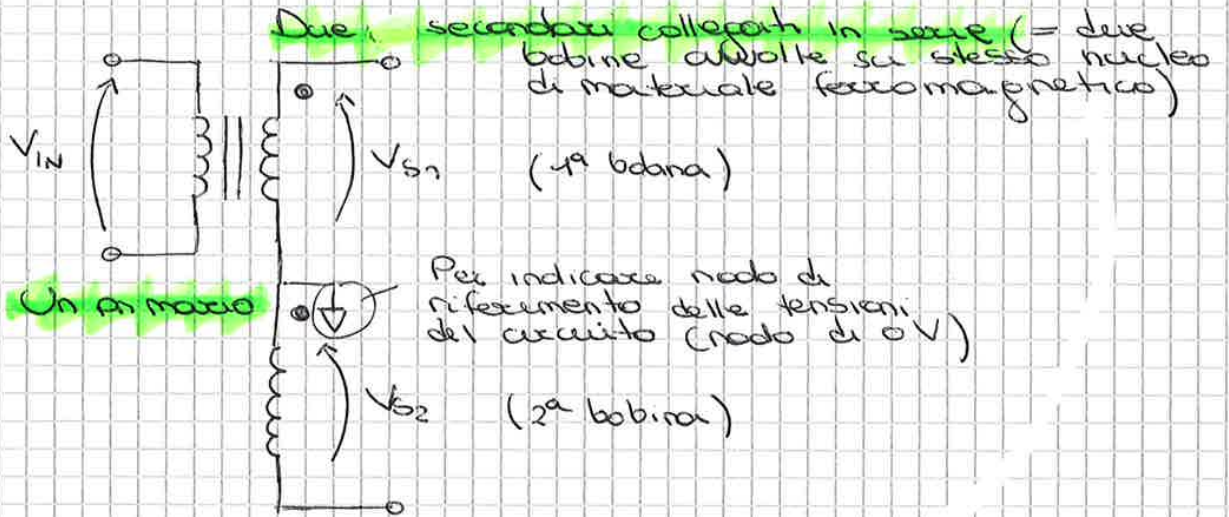 Due secondari collegati in serie (= due
bobine avvolte su stesso nucleo
di materiale ferromagnetico)
VIN
VS1 (1ª bobina)
Per indicare nodo di
Un primario riferimento delle tensioni
del circuito (nodo di 0V)
VS2 (2ª bobina)